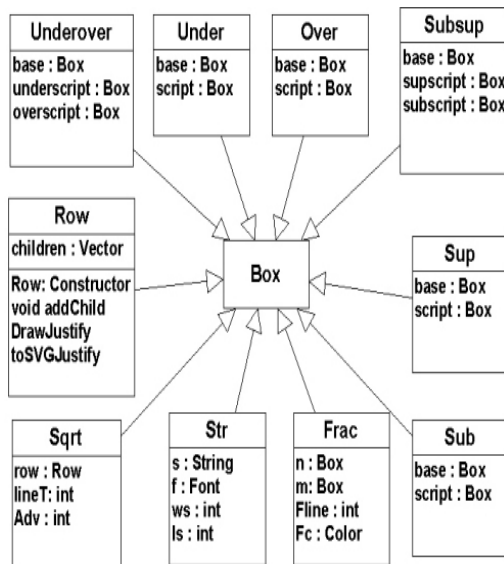 Underover
base : Box
underscript : Box
overscript : Box
Under
base : Box
script : Box
Over
base : Box
script : Box
Subsup
base : Box
supscript : Box
subscript : Box
Row
children : Vector
Row: Constructor
void addChild
DrawJustify
toSVGJustify
Box
Sup
base : Box
script : Box
Sqrt
row : Row
lineT: int
Adv : int
Str
s : String
f : Font
ws : int
ls : int
Frac
n : Box
m: Box
Fline : int
Fc : Color
Sub
base : Box
script : Box